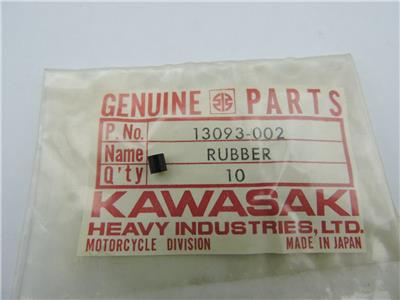 GENUINE PARTS
P. No. 13093-002
Name RUBBER
Q'ty 10
KAWASAKI
HEAVY INDUSTRIES, LTD.
MOTORCYCLE DIVISION MADE IN JAPAN